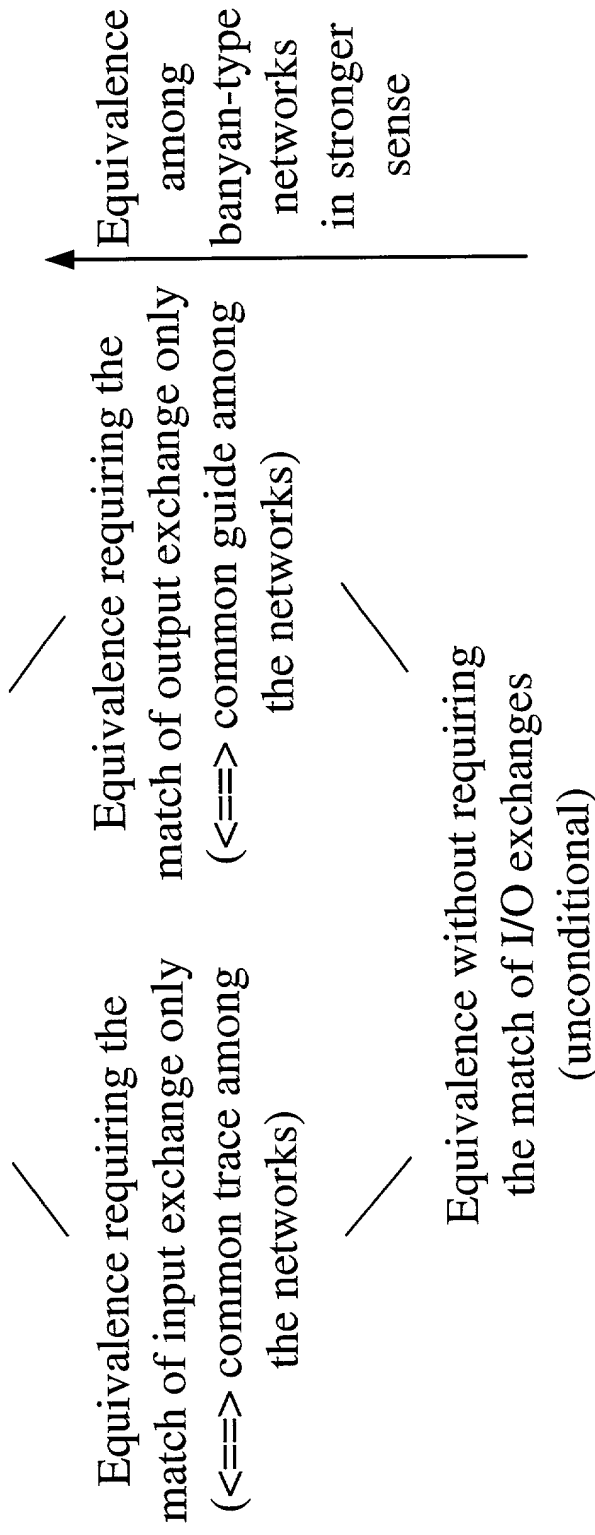 Equivalence requiring the
match of input exchange only
(<==> common trace among
the networks)
Equivalence requiring the
match of output exchange only
(<==> common guide among
the networks)
Equivalence without requiring
the match of I/O exchanges
(unconditional)
Equivalence
among
banyan-type
networks
in stronger
sense